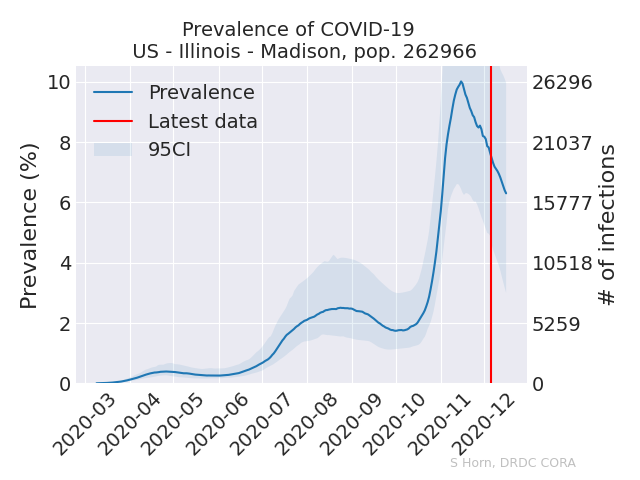 Prevalence of COVID-19
US - Illinois - Madison, pop. 262966
Prevalence
Latest data
95CI
Prevalence (%)
10
8
6
4
2
0
26296
21037
15777
10518
5259
0
# of infections
2020-03
2020-04
2020-05
2020-06
2020-07
2020-08
2020-09
2020-10
2020-11
2020-12
S Horn, DRDC CORA